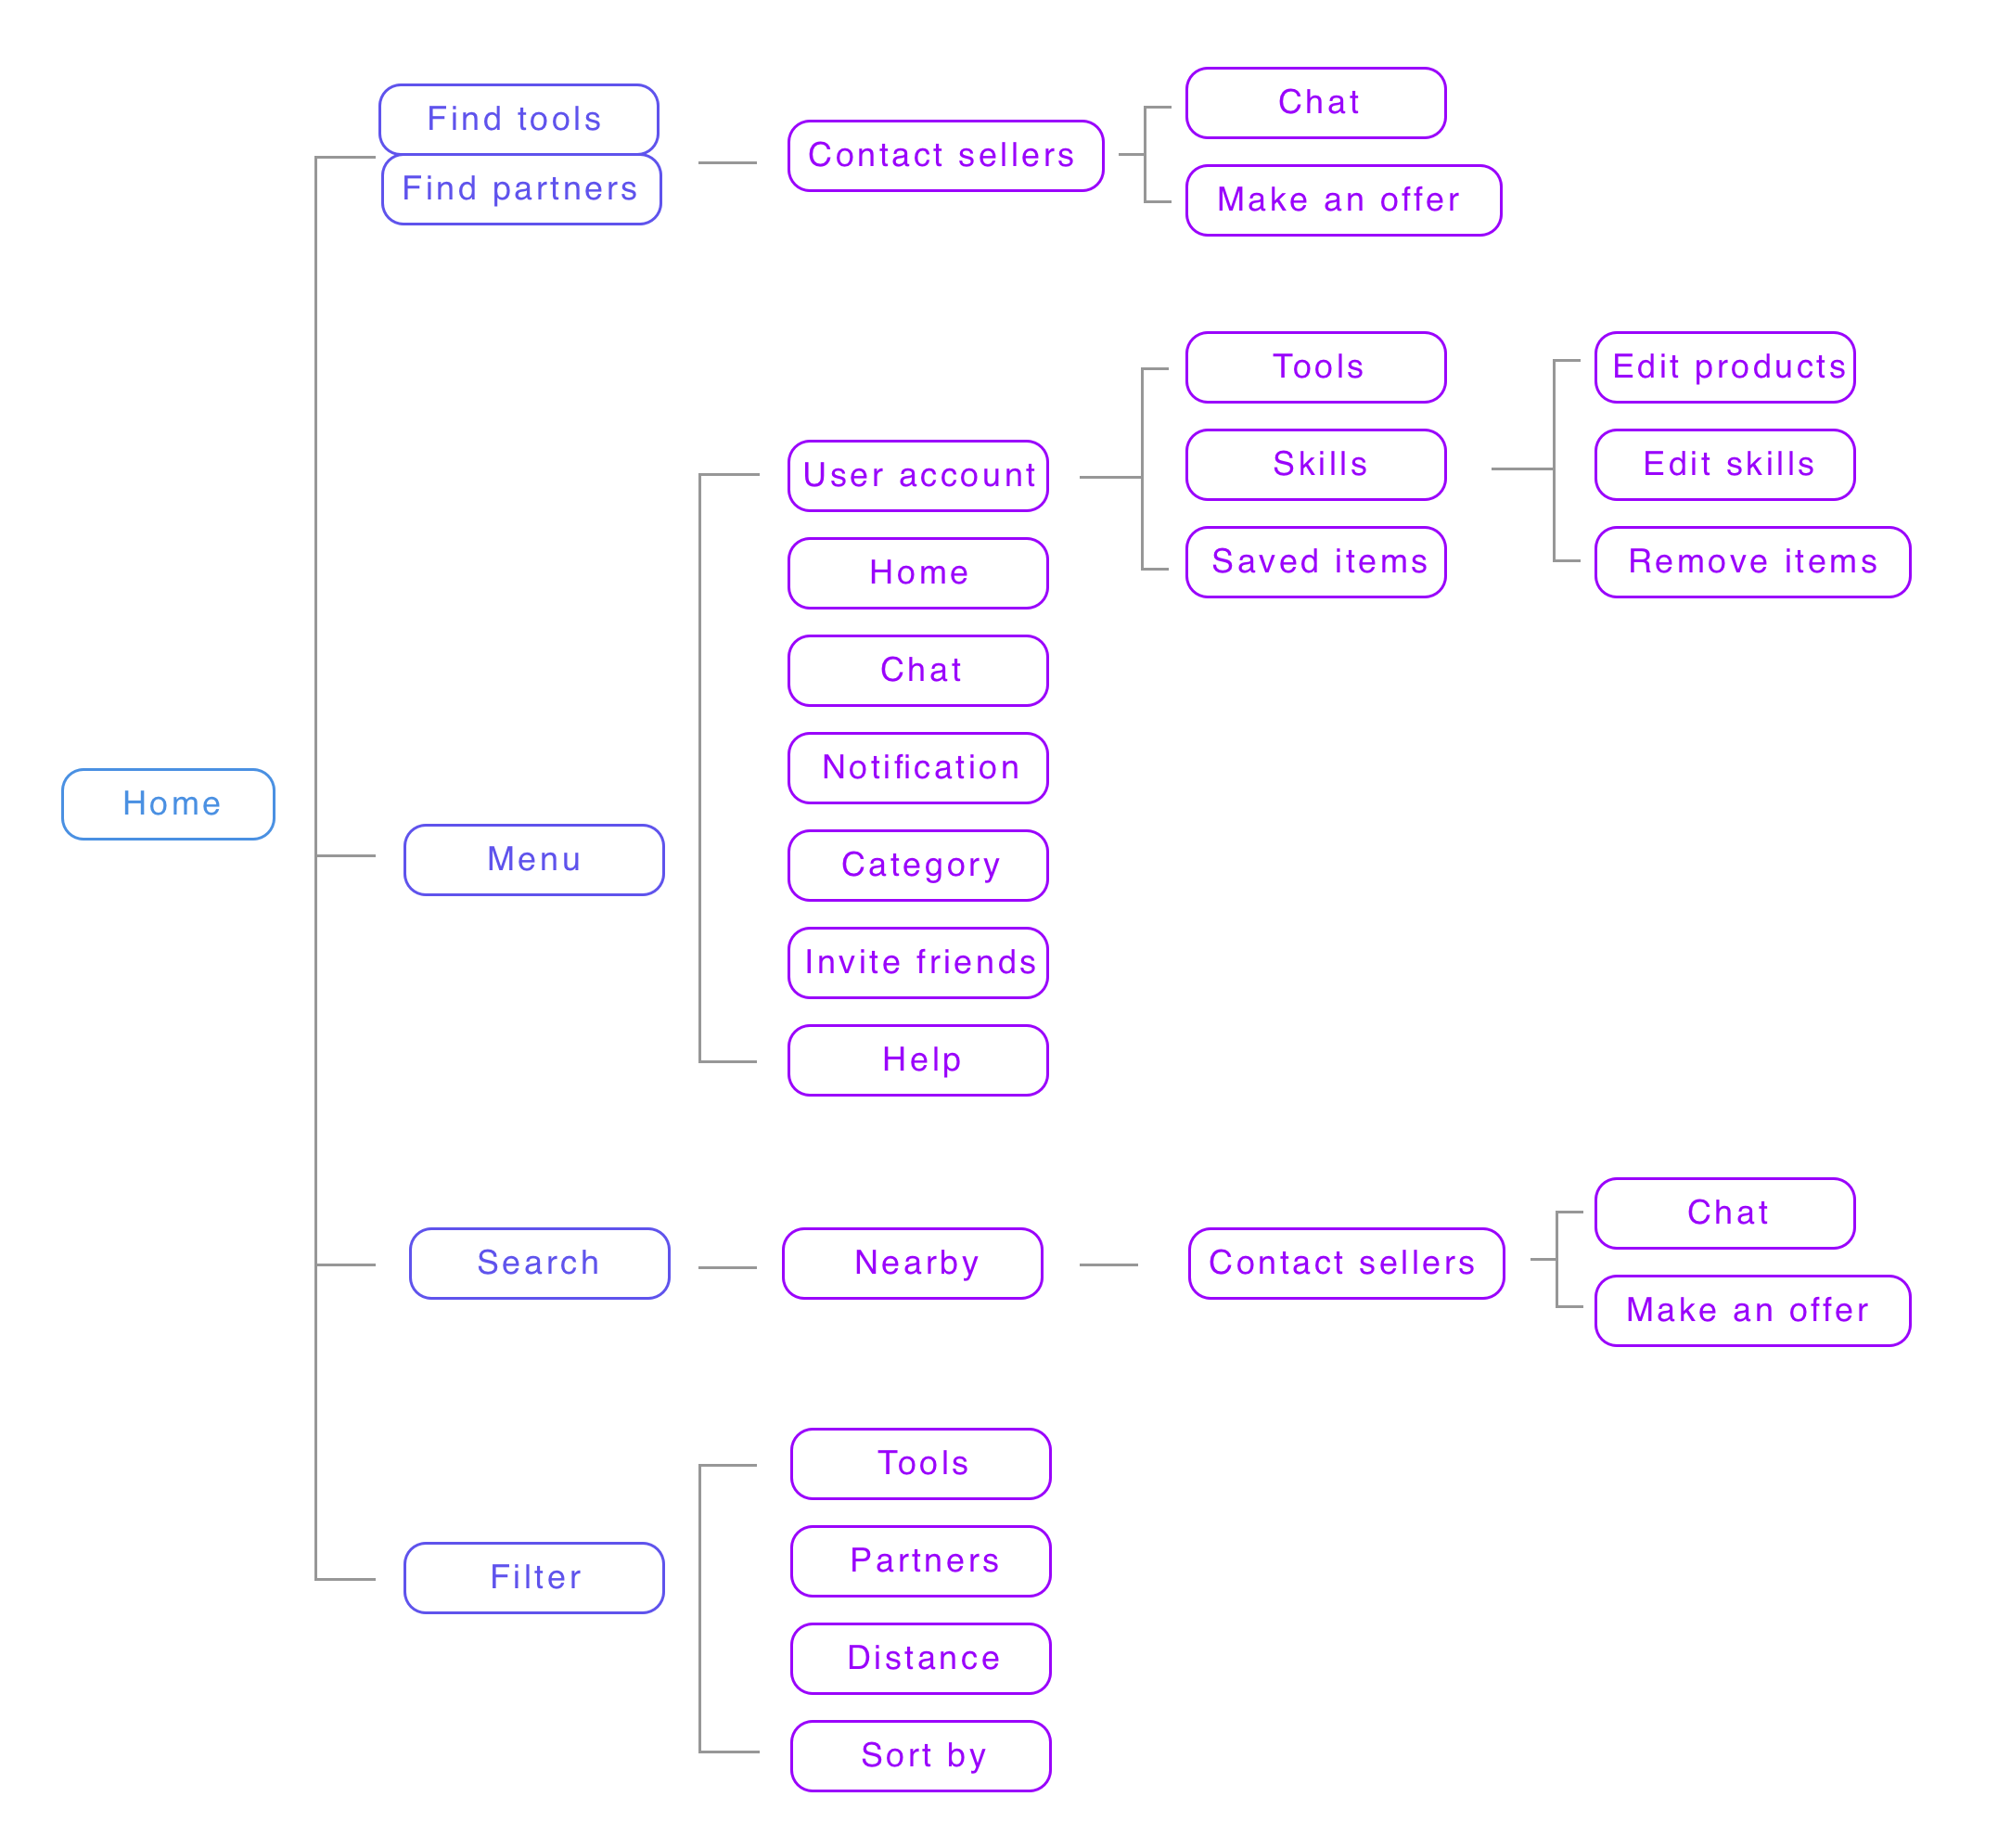 Find tools
Find partners
Contact sellers
Chat
Make an offer
Home
Menu
User account
Home
Chat
Notification
Category
Invite friends
Help
Tools
Skills
Saved items
Edit products
Edit skills
Remove items
Search
Nearby
Contact sellers
Chat
Make an offer
Filter
Tools
Partners
Distance
Sort by